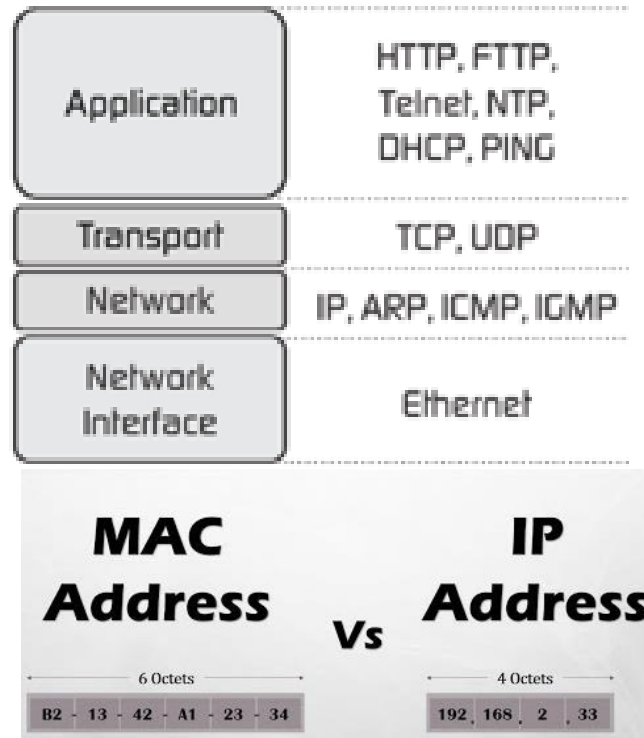 Application
HTTP, FTTP,
Telnet, NTP,
DHCP, PING
Transport
TCP, UDP
Network
IP, ARP, ICMP, IGMP
Network
Interface
Ethernet
MAC
Address
Vs
IP
Address
6 Octets
B2 - 13 - 42 - A1 - 23 - 34
4 Octets
192 . 168 . 2 . 33